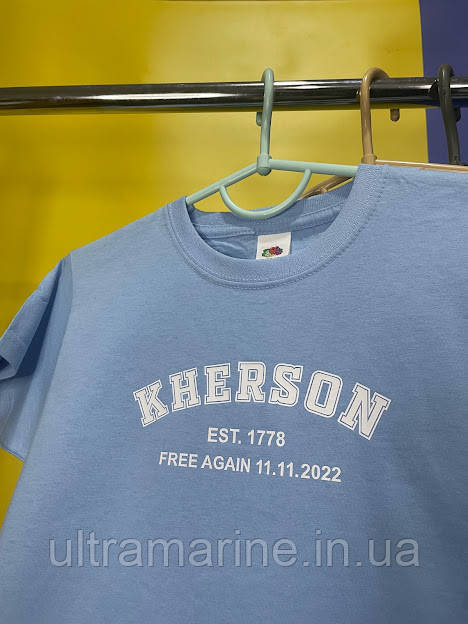 KHERSON
EST. 1778
FREE AGAIN 11.11.2022
ultramarine.in.ua